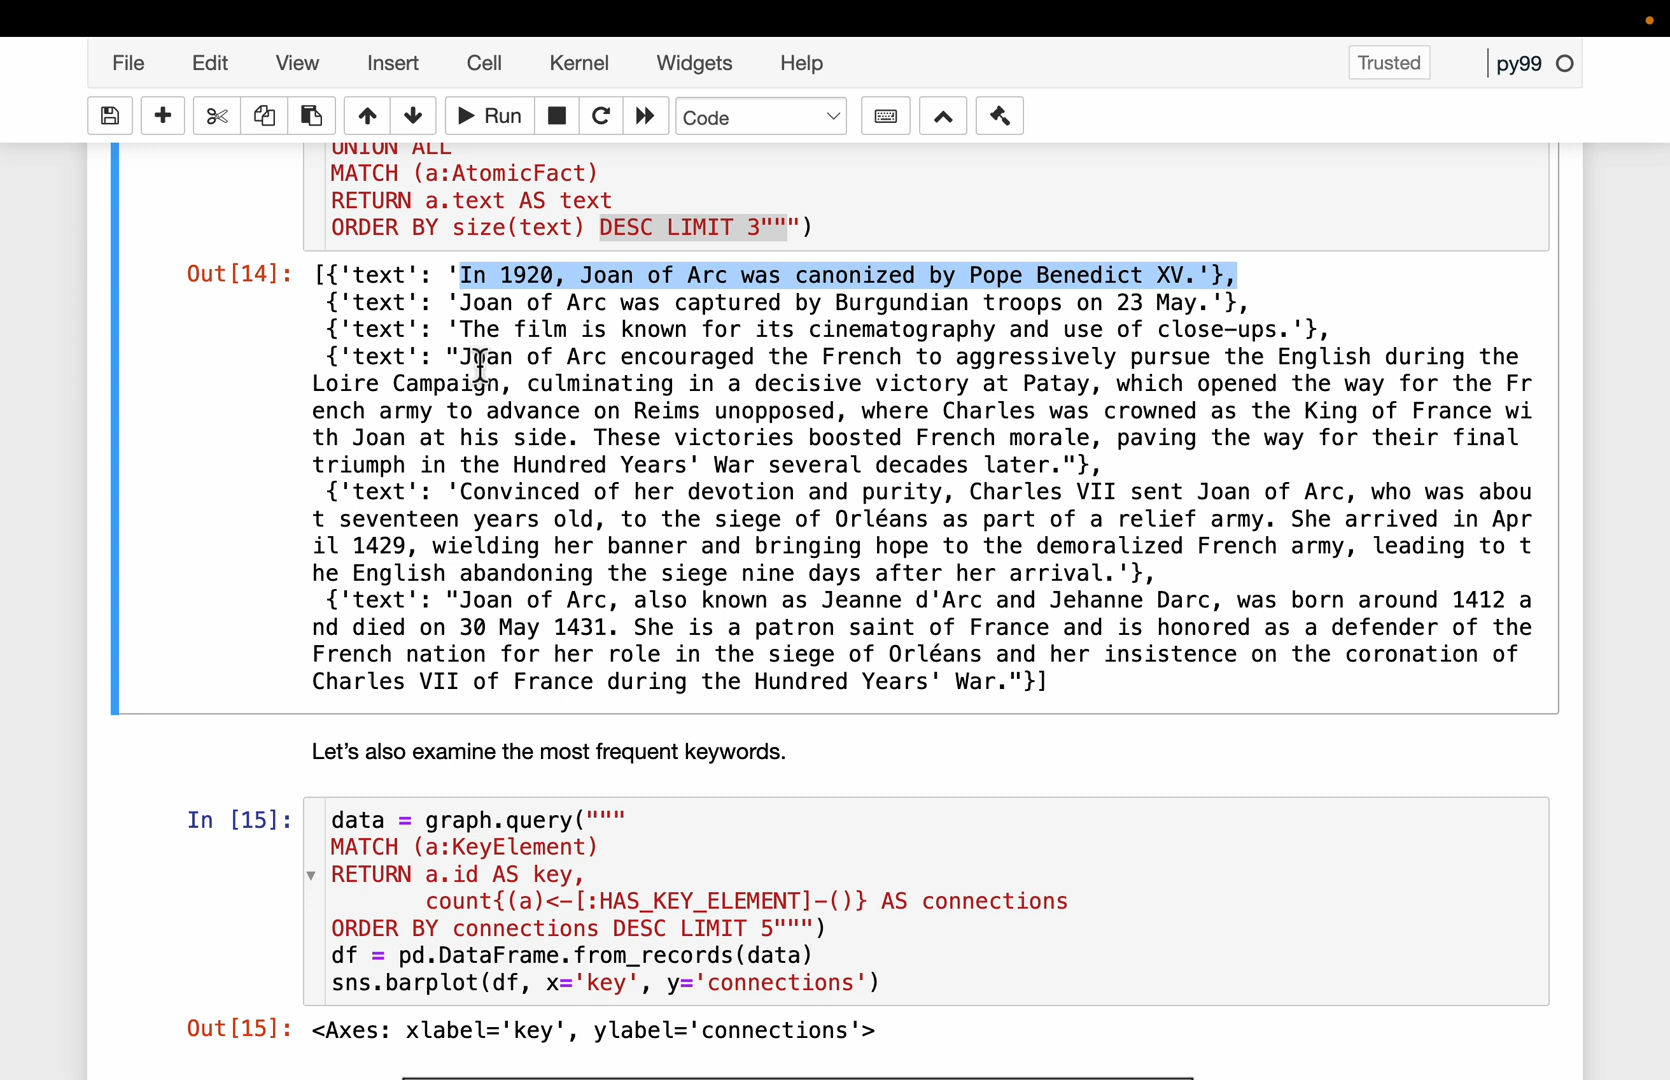 File Edit View Insert Cell Kernel Widgets Help Trusted py99
Run Code
UNION ALL
MATCH (a:AtomicFact)
RETURN a.text AS text
ORDER BY size(text) DESC LIMIT 3""")
Out[14]: [{'text': 'In 1920, Joan of Arc was canonized by Pope Benedict XV.'},
{'text': 'Joan of Arc was captured by Burgundian troops on 23 May.'},
{'text': 'The film is known for its cinematography and use of close-ups.'},
{'text': "Joan of Arc encouraged the French to aggressively pursue the English during the
Loire Campaign, culminating in a decisive victory at Patay, which opened the way for the Fr
ench army to advance on Reims unopposed, where Charles was crowned as the King of France wi
th Joan at his side. These victories boosted French morale, paving the way for their final
triumph in the Hundred Years' War several decades later."},
{'text': 'Convinced of her devotion and purity, Charles VII sent Joan of Arc, who was abou
t seventeen years old, to the siege of Orléans as part of a relief army. She arrived in Apr
il 1429, wielding her banner and bringing hope to the demoralized French army, leading to t
he English abandoning the siege nine days after her arrival.'},
{'text': "Joan of Arc, also known as Jeanne d'Arc and Jehanne Darc, was born around 1412 a
nd died on 30 May 1431. She is a patron saint of France and is honored as a defender of the
French nation for her role in the siege of Orléans and her insistence on the coronation of
Charles VII of France during the Hundred Years' War."}]
Let's also examine the most frequent keywords.
In [15]: data = graph.query("""
MATCH (a:KeyElement)
RETURN a.id AS key,
count{(a)<-[:HAS_KEY_ELEMENT]-()} AS connections
ORDER BY connections DESC LIMIT 5""")
df = pd.DataFrame.from_records(data)
sns.barplot(df, x='key', y='connections')
Out[15]: <Axes: xlabel='key', ylabel='connections'>